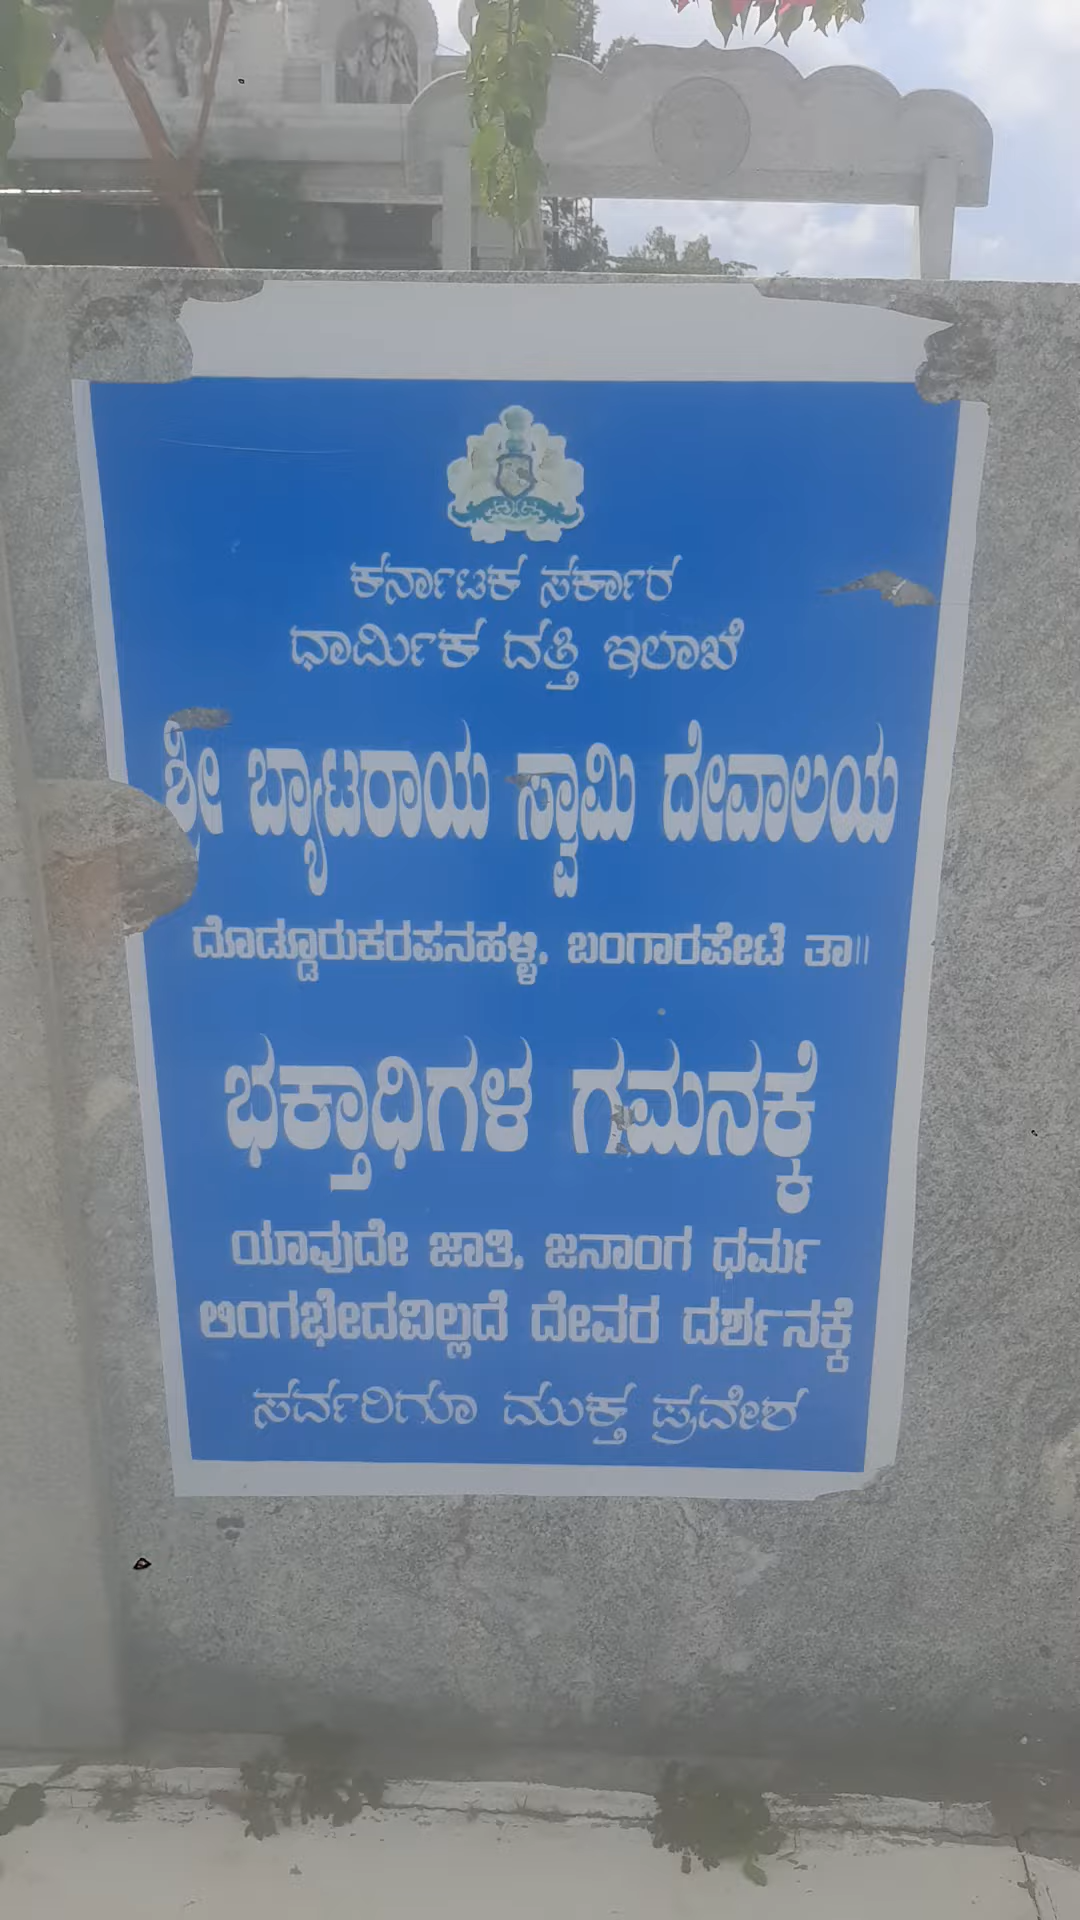 ಕರ್ನಾಟಕ ಸರ್ಕಾರ
ಧಾರ್ಮಿಕ ದತ್ತಿ ಇಲಾಖೆ
ಶ್ರೀ ಬ್ಯಾಟರಾಯ ಸ್ವಾಮಿ ದೇವಾಲಯ
ದೊಡ್ಡೂರುಕರಪನಹಳ್ಳಿ, ಬಂಗಾರಪೇಟೆ ತಾ||
ಭಕ್ತಾಧಿಗಳ ಗಮನಕ್ಕೆ
ಯಾವುದೇ ಜಾತಿ, ಜನಾಂಗ ಧರ್ಮ
ಲಿಂಗಭೇದವಿಲ್ಲದೆ ದೇವರ ದರ್ಶನಕ್ಕೆ
ಸರ್ವರಿಗೂ ಮುಕ್ತ ಪ್ರವೇಶ